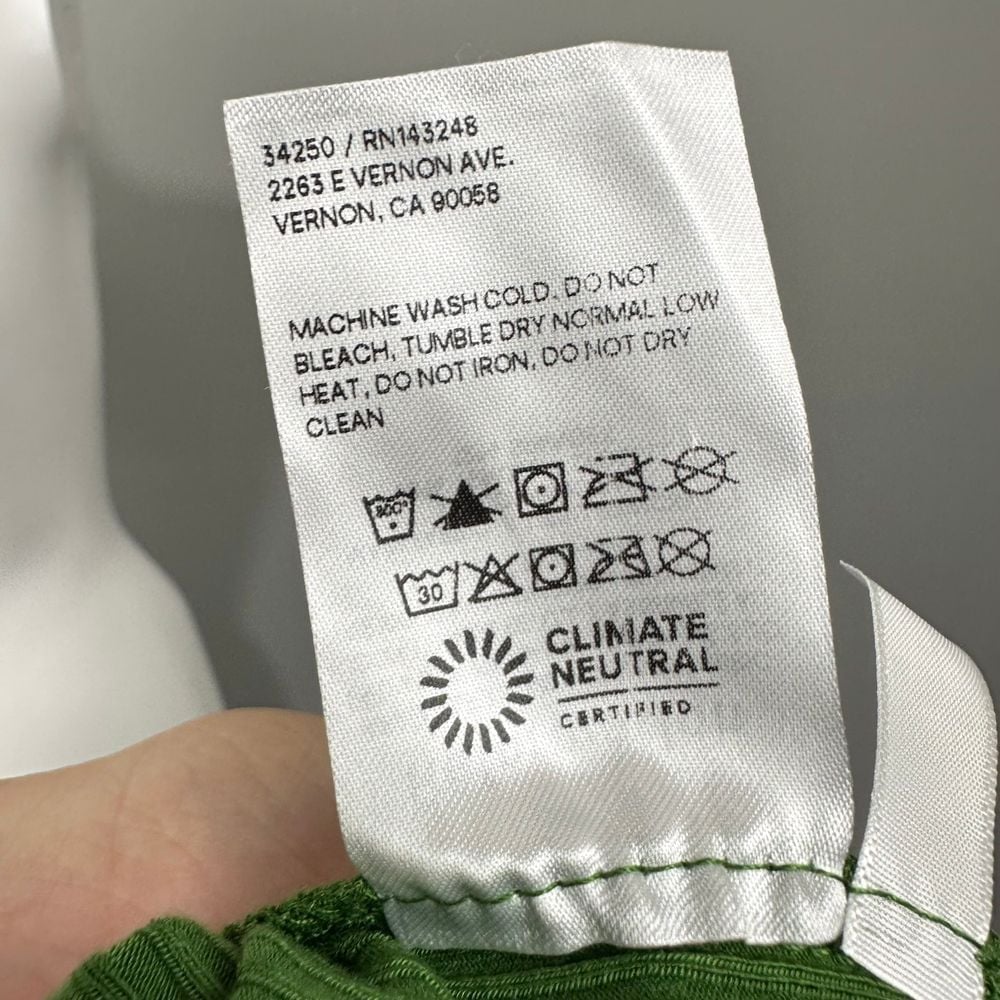 34250 / RN143248
2263 E VERNON AVE.
VERNON, CA 90058
MACHINE WASH COLD, DO NOT
BLEACH, TUMBLE DRY NORMAL LOW
HEAT, DO NOT IRON, DO NOT DRY
CLEAN
30
CLIMATE
NEUTRAL
CERTIFIED